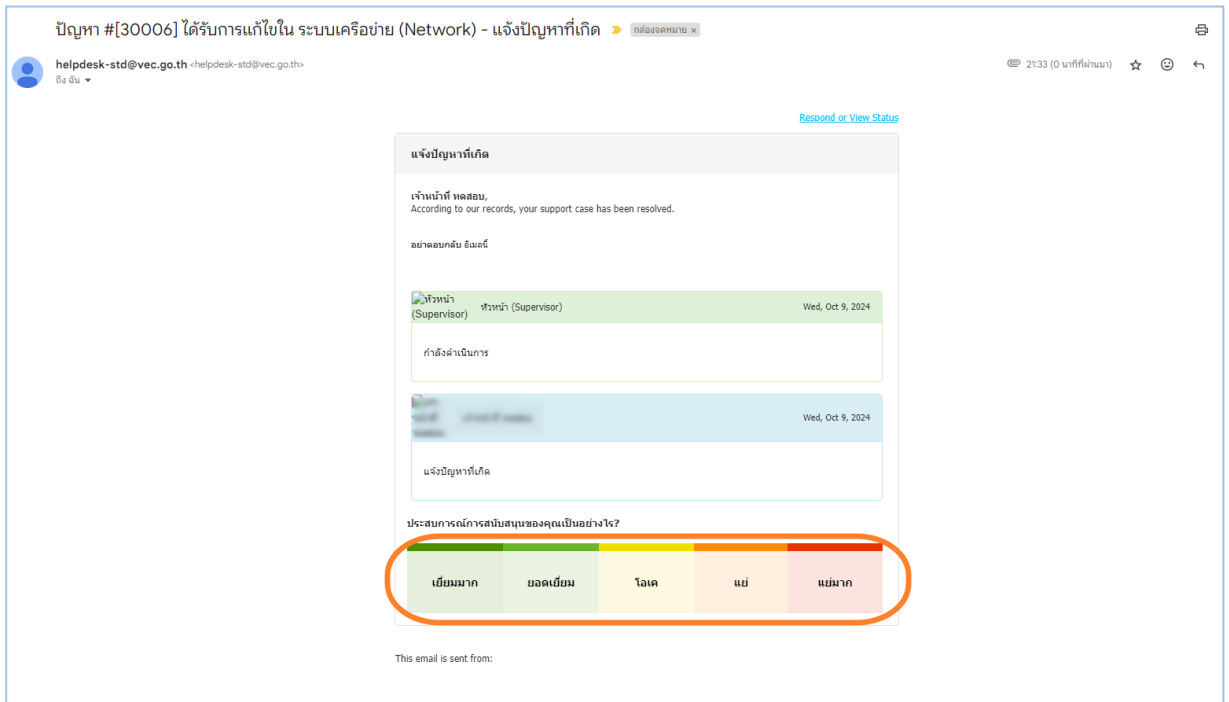 ปัญหา #[30006] ได้รับการแก้ไขใน ระบบเครือข่าย (Network) - แจ้งปัญหาที่เกิด กล่องจดหมาย ×
helpdesk-std@vec.go.th <helpdesk-std@vec.go.th> 21:33 (0 นาทีที่ผ่านมา)
ถึง ฉัน
Respond or View Status
แจ้งปัญหาที่เกิด
เจ้าหน้าที่ ทดสอบ,
According to our records, your support case has been resolved.
อย่าตอบกลับ อีเมลนี้
หัวหน้า (Supervisor) หัวหน้า (Supervisor) Wed, Oct 9, 2024
กำลังดำเนินการ
Wed, Oct 9, 2024
แจ้งปัญหาที่เกิด
ประสบการณ์การสนับสนุนของคุณเป็นอย่างไร?
เยี่ยมมาก ยอดเยี่ยม โอเค แย่ แย่มาก
This email is sent from: